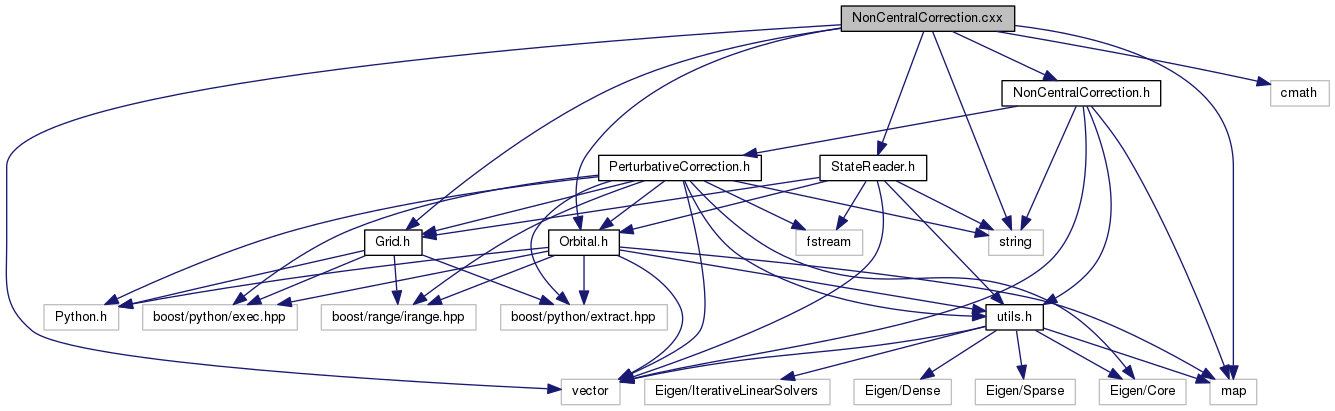 NonCentralCorrection.cxx
NonCentralCorrection.h
cmath
PerturbativeCorrection.h
StateReader.h
Grid.h
Orbital.h
fstream
string
Python.h
boost/python/exec.hpp
boost/range/irange.hpp
boost/python/extract.hpp
utils.h
vector
Eigen/IterativeLinearSolvers
Eigen/Dense
Eigen/Sparse
Eigen/Core
map